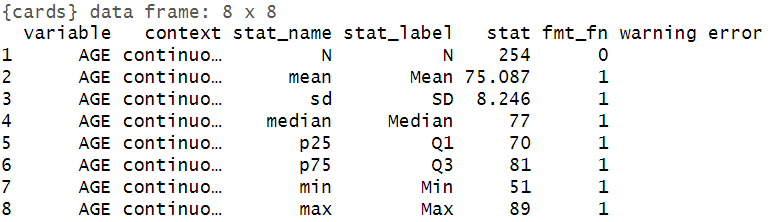 {cards} data frame: 8 x 8
variable context stat_name stat_label stat fmt_fn warning error
1 AGE continuo… N N 254 0
2 AGE continuo… mean Mean 75.087 1
3 AGE continuo… sd SD 8.246 1
4 AGE continuo… median Median 77 1
5 AGE continuo… p25 Q1 70 1
6 AGE continuo… p75 Q3 81 1
7 AGE continuo… min Min 51 1
8 AGE continuo… max Max 89 1